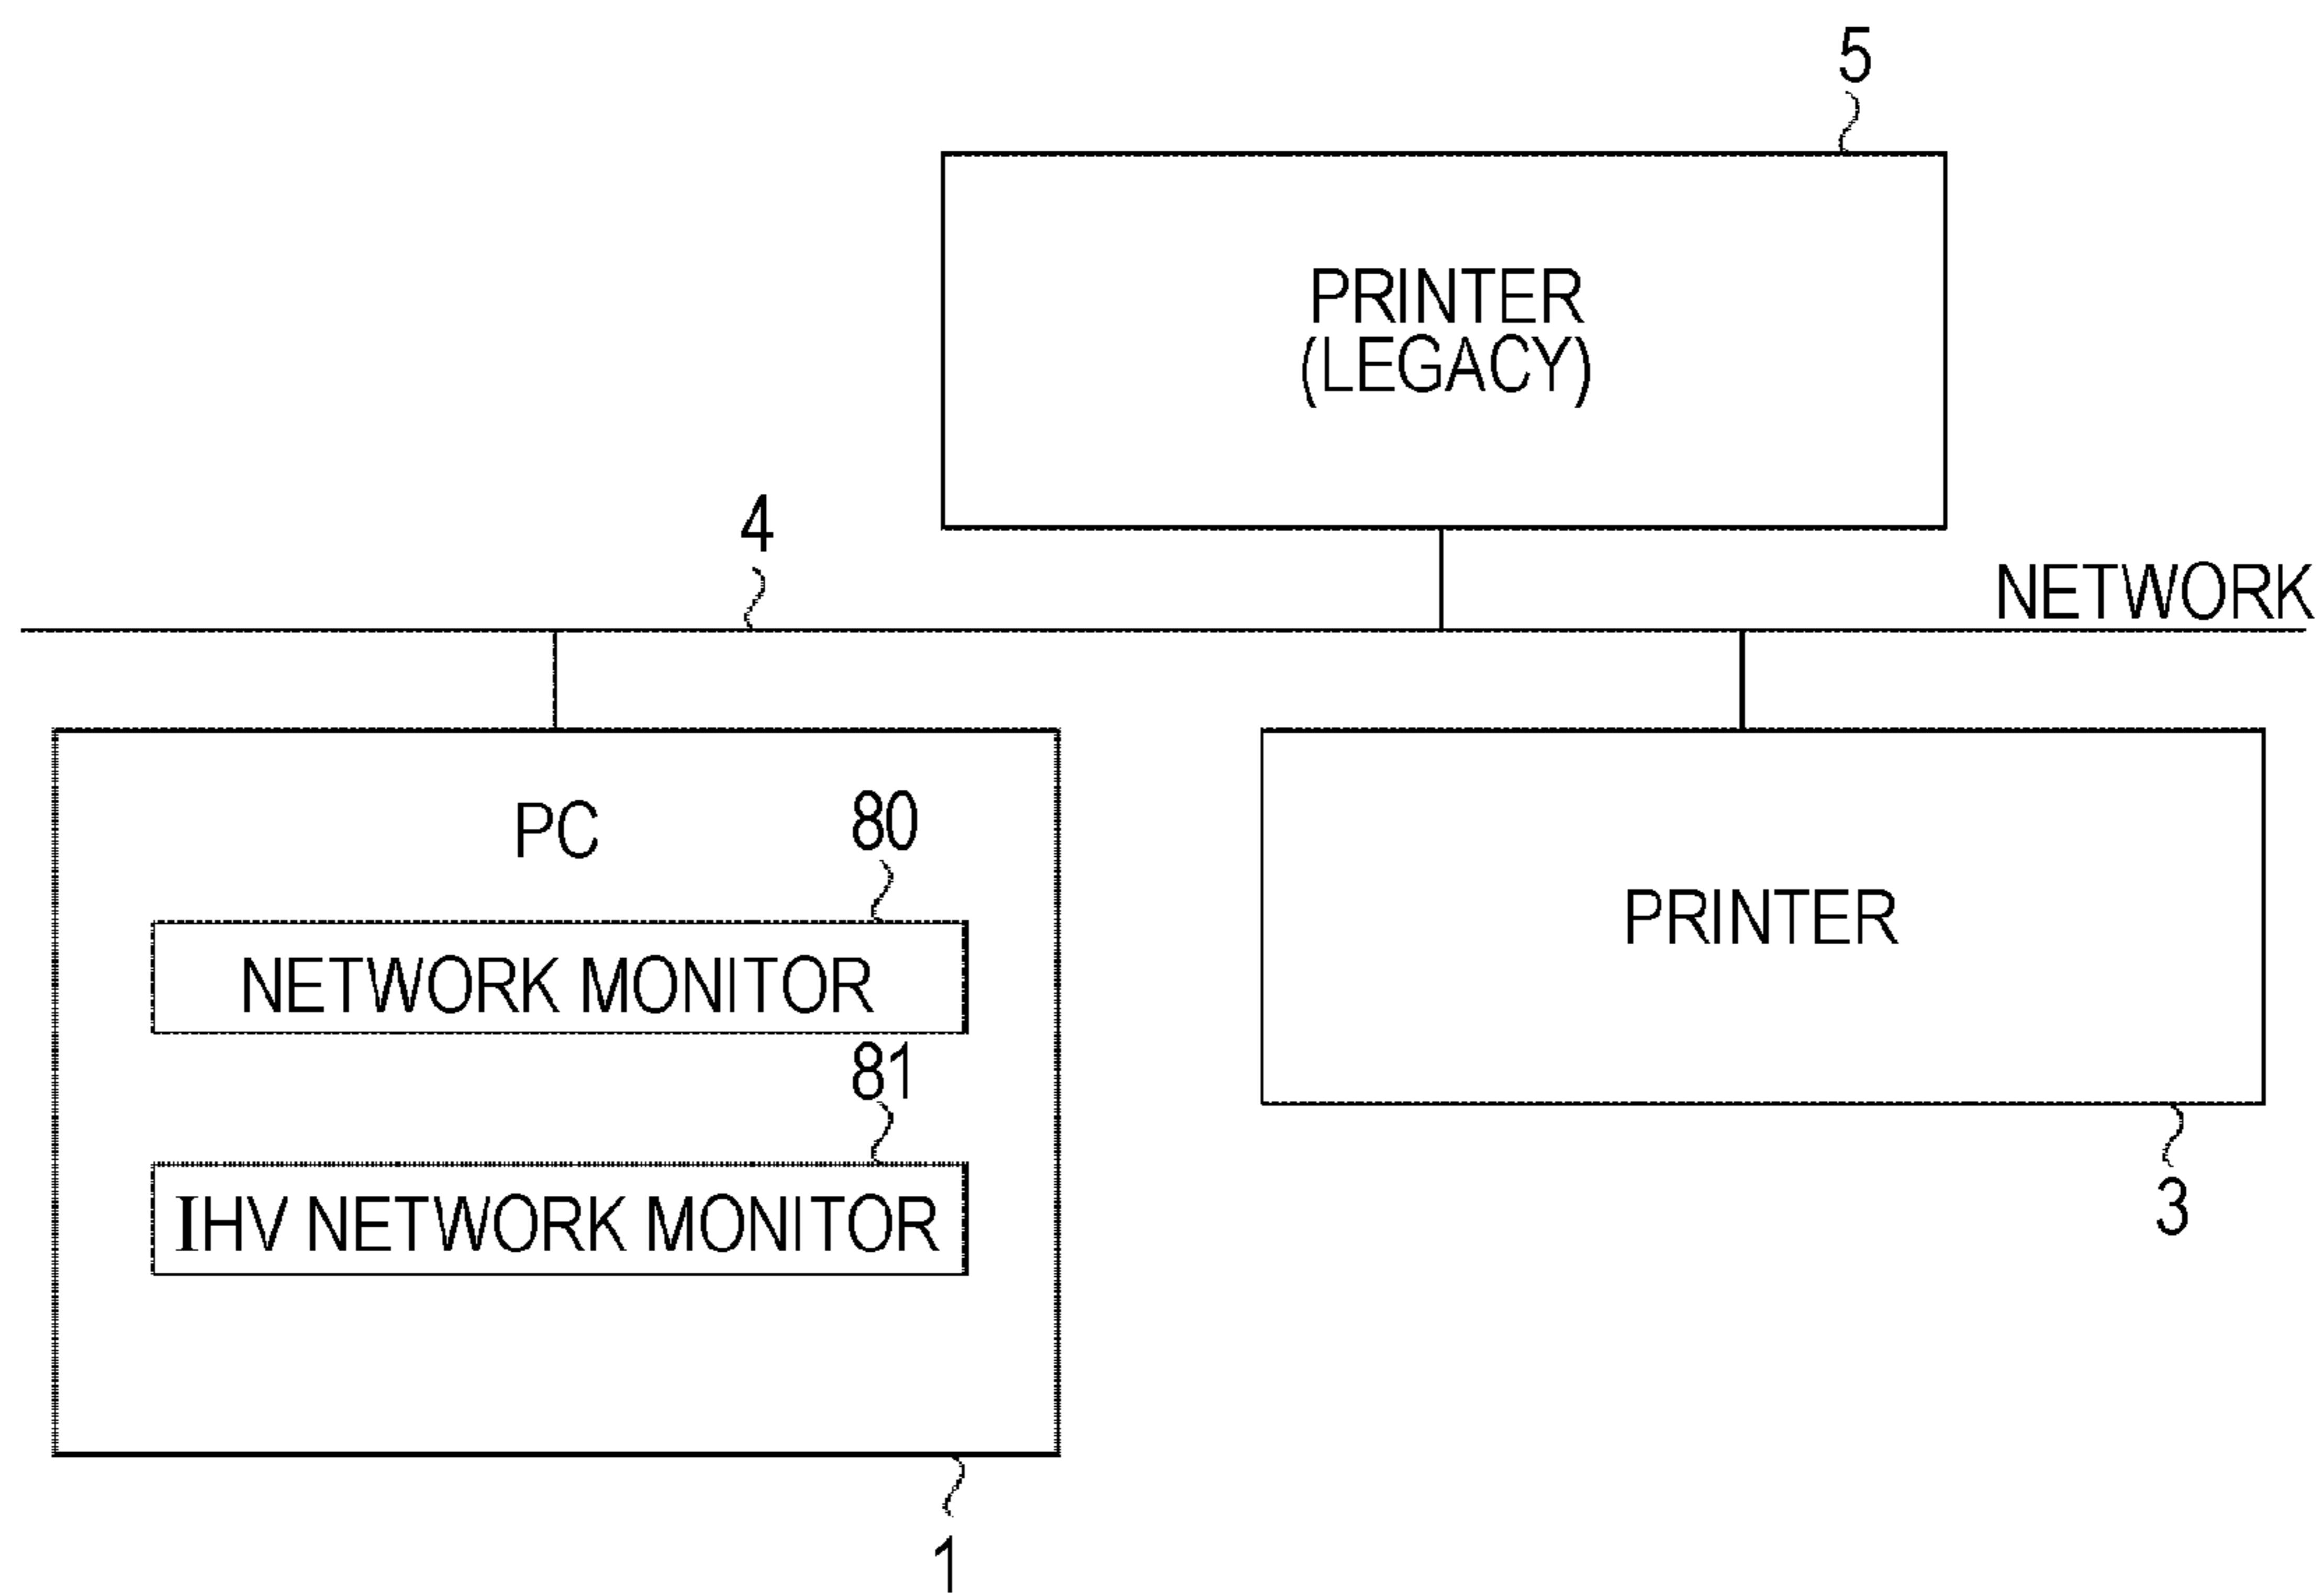 5
PRINTER
(LEGACY)
4
NETWORK
PC
80
NETWORK MONITOR
81
IHV NETWORK MONITOR
1
PRINTER
3